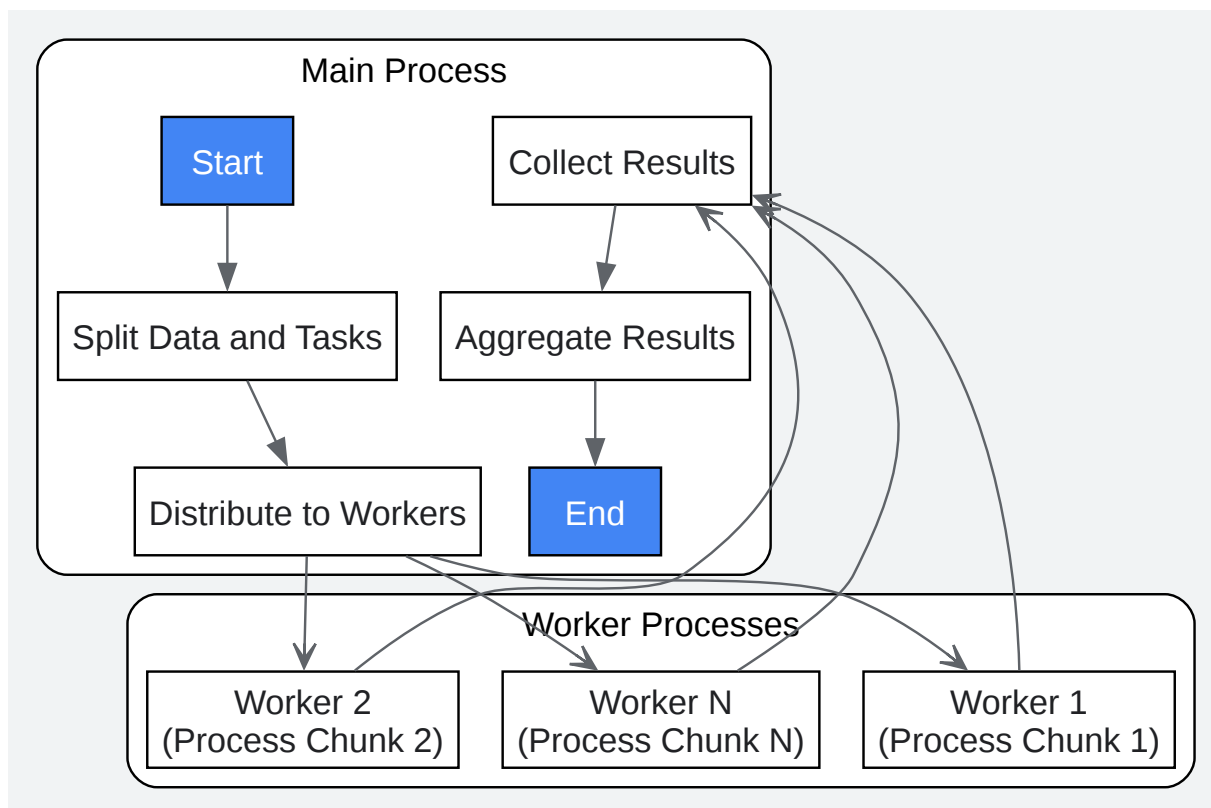 Main Process
Start
Collect Results
Split Data and Tasks
Aggregate Results
Distribute to Workers
End
Worker Processes
Worker 2
(Process Chunk 2)
Worker N
(Process Chunk N)
Worker 1
(Process Chunk 1)